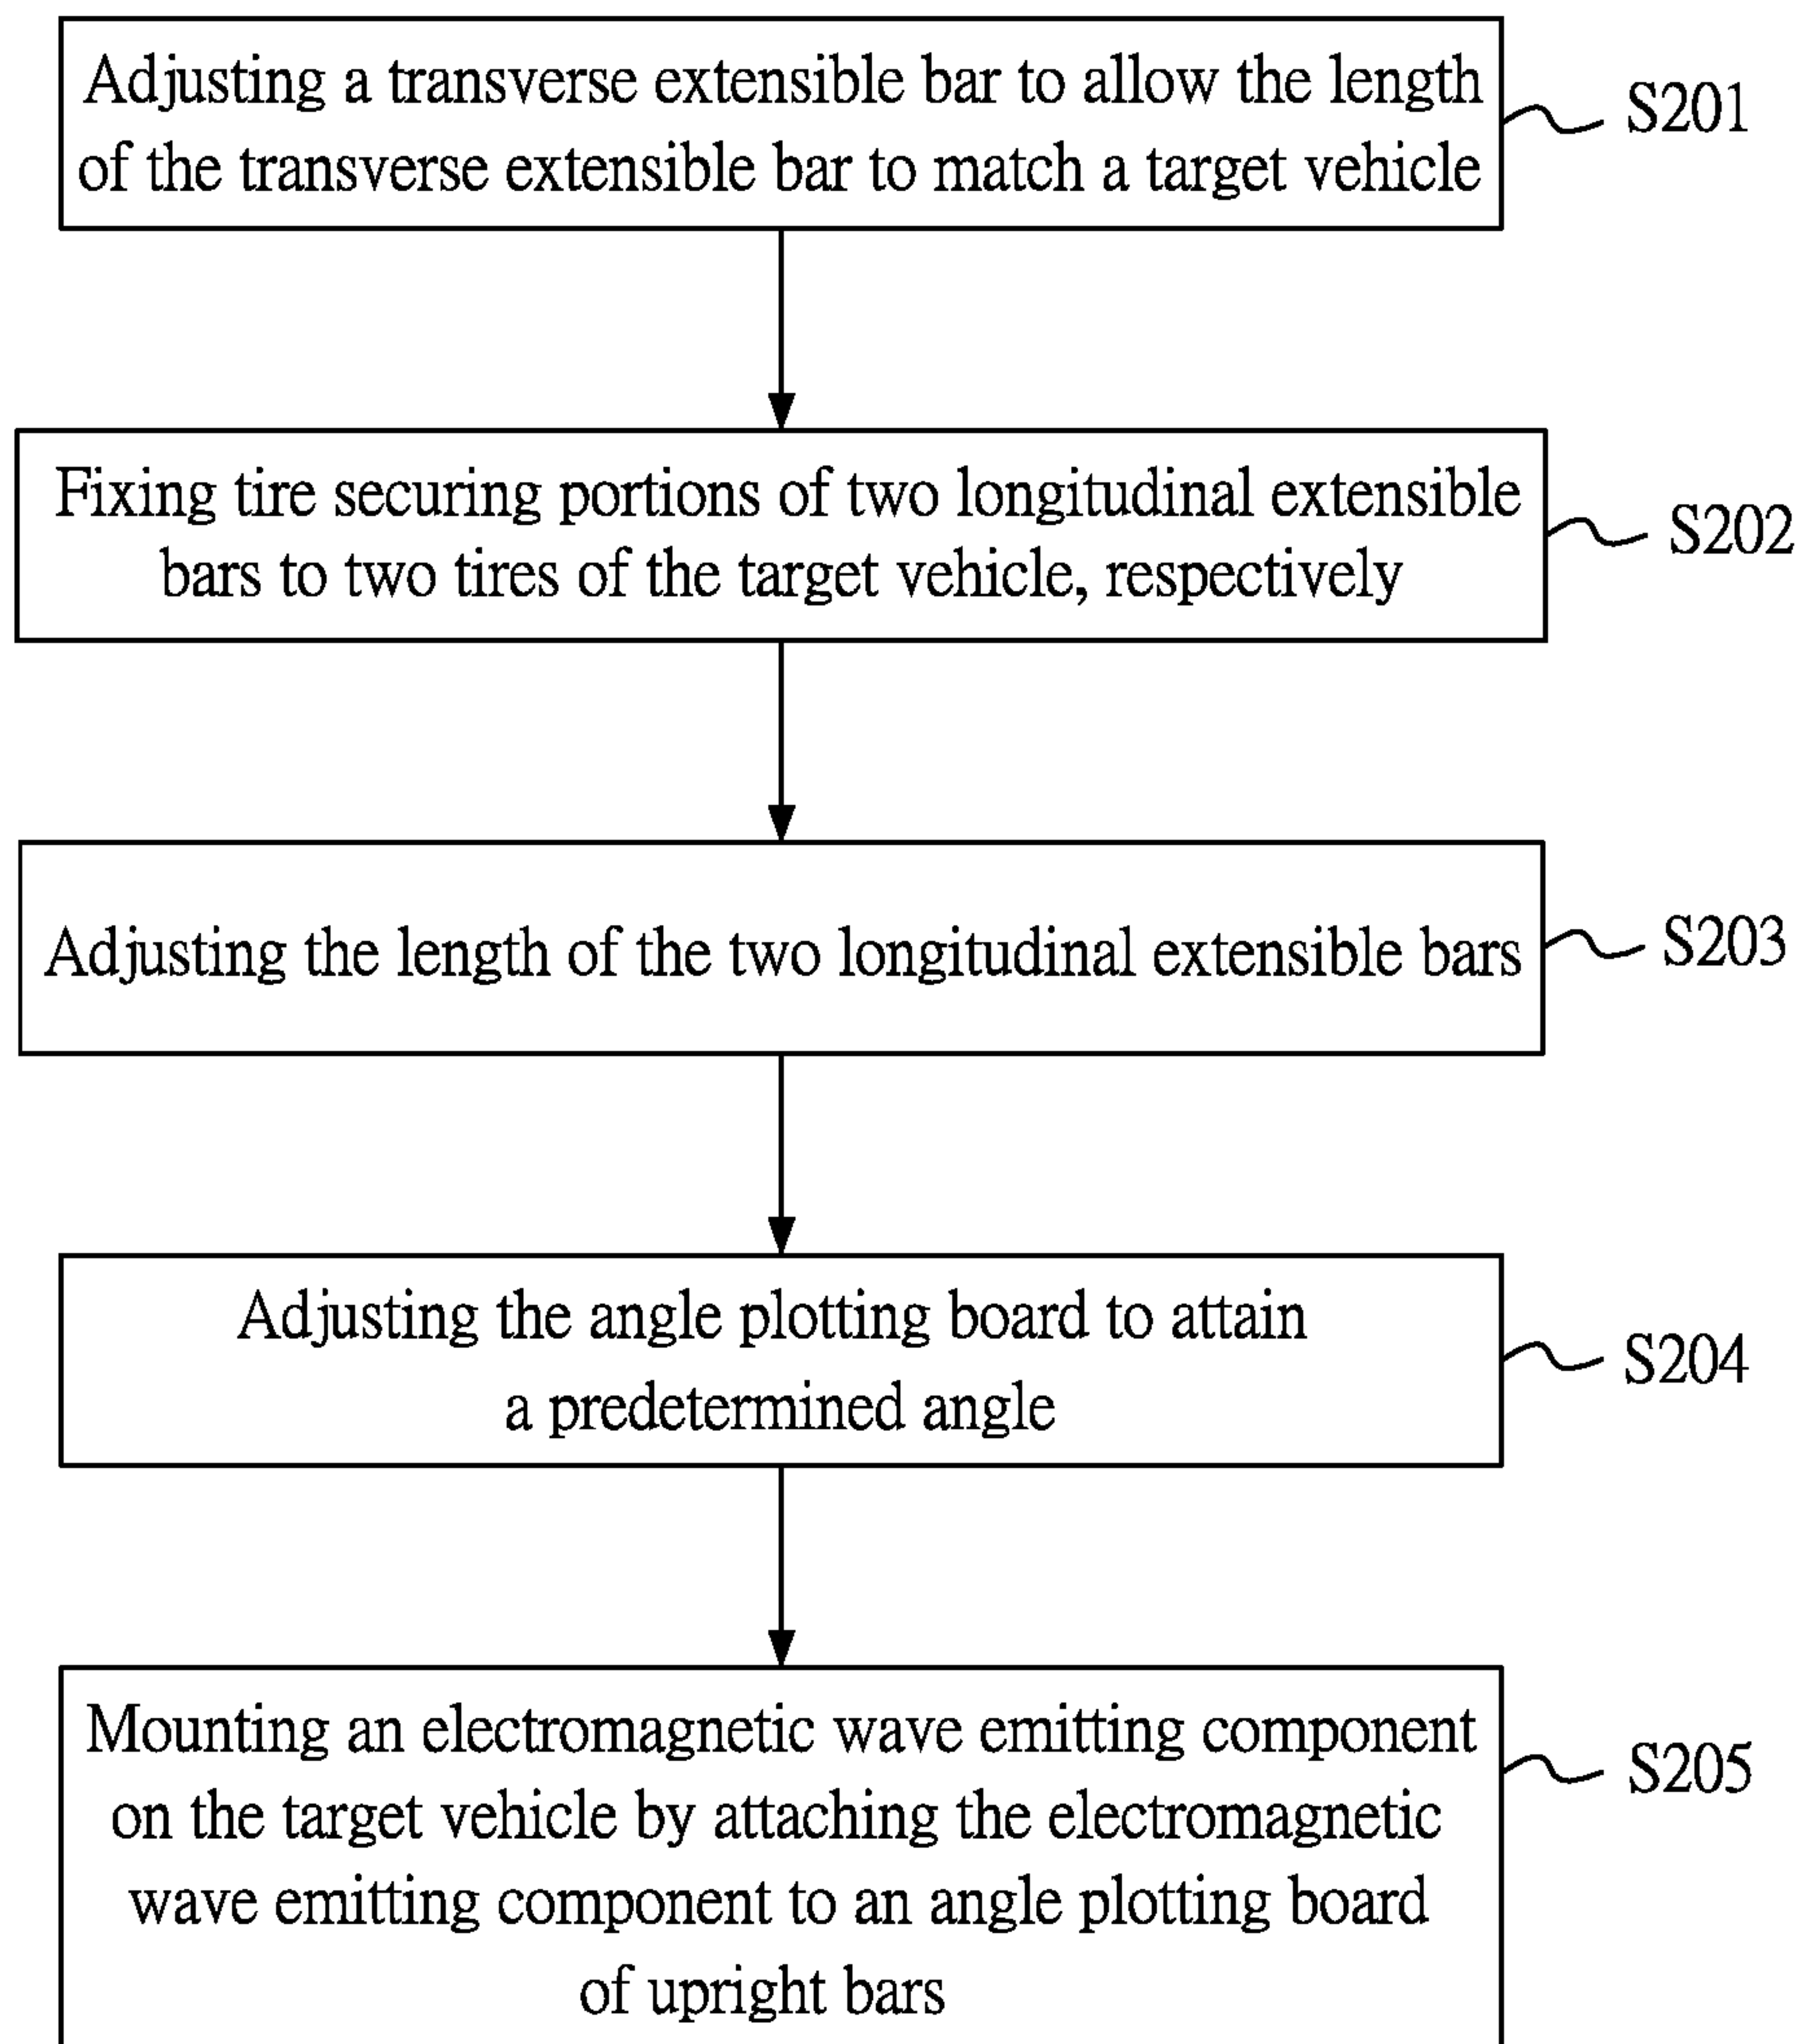 Adjusting a transverse extensible bar to allow the length
of the transverse extensible bar to match a target vehicle
S201
Fixing tire securing portions of two longitudinal extensible
bars to two tires of the target vehicle, respectively
S202
Adjusting the length of the two longitudinal extensible bars
S203
Adjusting the angle plotting board to attain
a predetermined angle
S204
Mounting an electromagnetic wave emitting component
on the target vehicle by attaching the electromagnetic
wave emitting component to an angle plotting board
of upright bars
S205